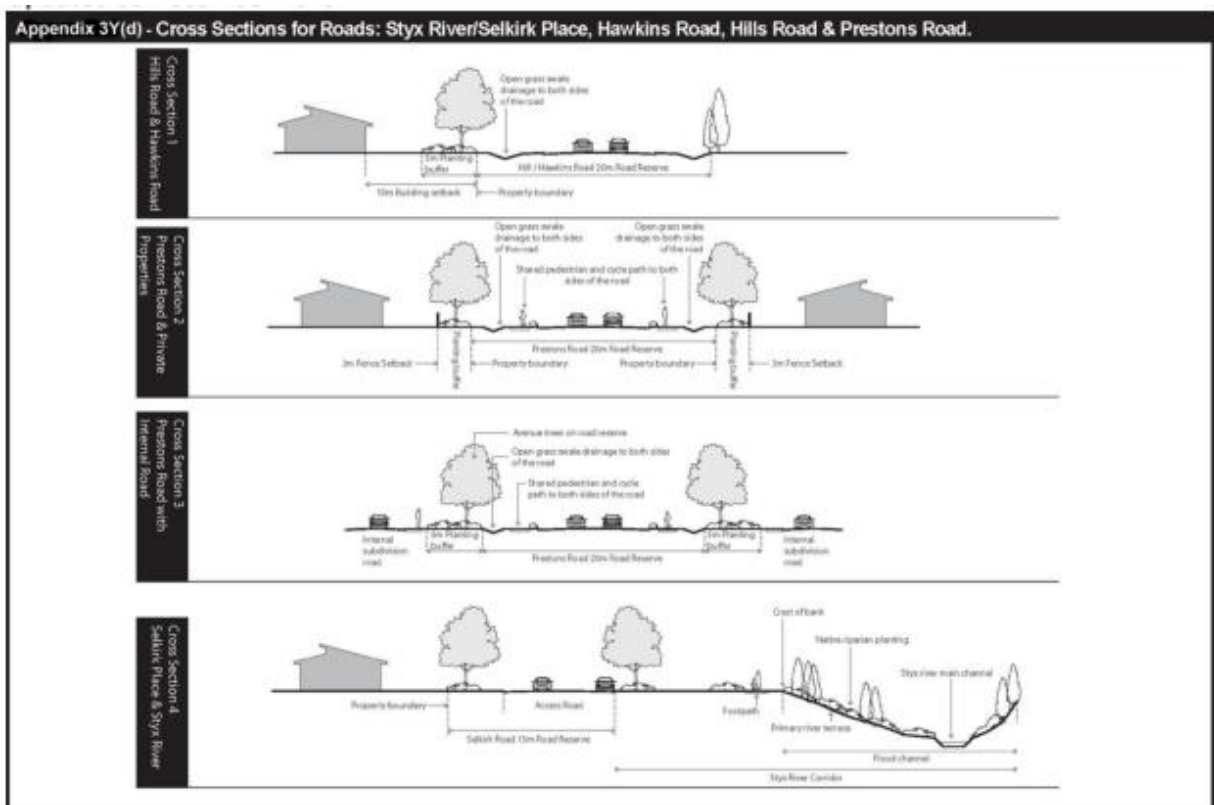 Appendix 3Y(d) - Cross Sections for Roads: Styx River/Selkirk Place, Hawkins Road, Hills Road & Prestons Road.
Cross Section 1
Hills Road & Hawkins Road
Open grass swale
drainage to both sides
of the road
5m Planting
buffer
Hill / Hawkins Road 20m Road Reserve
10m Building setback
Property boundary
Cross Section 2
Prestons Road & Private
Properties
Open grass swale
drainage to both sides
of the road
Open grass swale
drainage to both sides
of the road
Shared pedestrian and cycle path to both
sides of the road
Planting buffer
Prestons Road 20m Road Reserve
Planting buffer
3m Fence Setback
Property boundary
Property boundary
3m Fence Setback
Cross Section 3
Prestons Road with
Internal Road
Avenue trees on road reserve
Open grass swale drainage to both sides
of the road
Shared pedestrian and cycle
path to both sides of the road
Internal
subdivision
road
Planting
buffer
Prestons Road 20m Road Reserve
Planting
buffer
Internal
subdivision
road
Cross Section 4
Selkirk Place & Styx River
Crest of bank
Native riparian planting
Styx river main channel
Property boundary
Access Road
Footpath
Primary river terrace
Selkirk Road 15m Road Reserve
Flood channel
Styx River Corridor